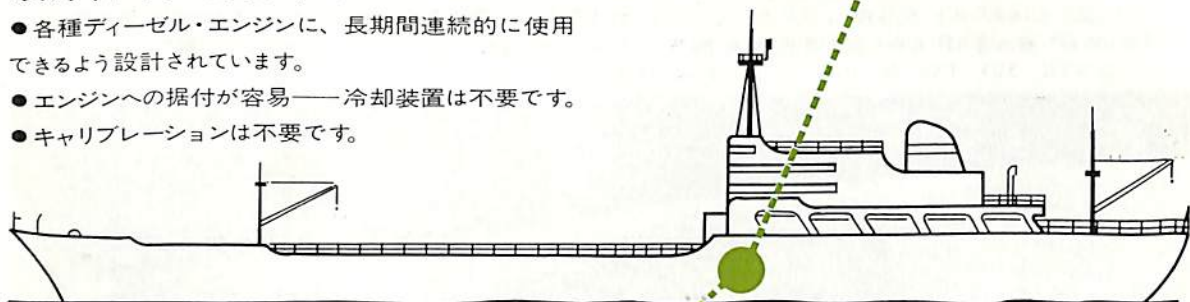 ●各種ディーゼル・エンジンに、長期間連続的に使用
できるよう設計されています。
●エンジンへの据付が容易——冷却装置は不要です。
●キャリブレーションは不要です。